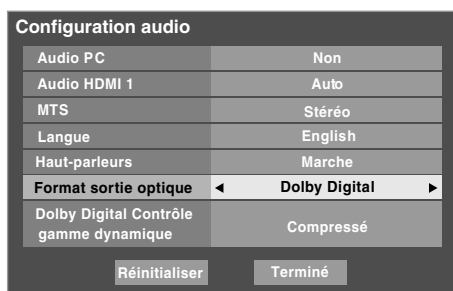 Configuration audio
Audio PC Non
Audio HDMI 1 Auto
MTS Stéréo
Langue English
Haut-parleurs Marche
Format sortie optique Dolby Digital
Dolby Digital Contrôle
gamme dynamique Compressé
Réinitialiser Terminé